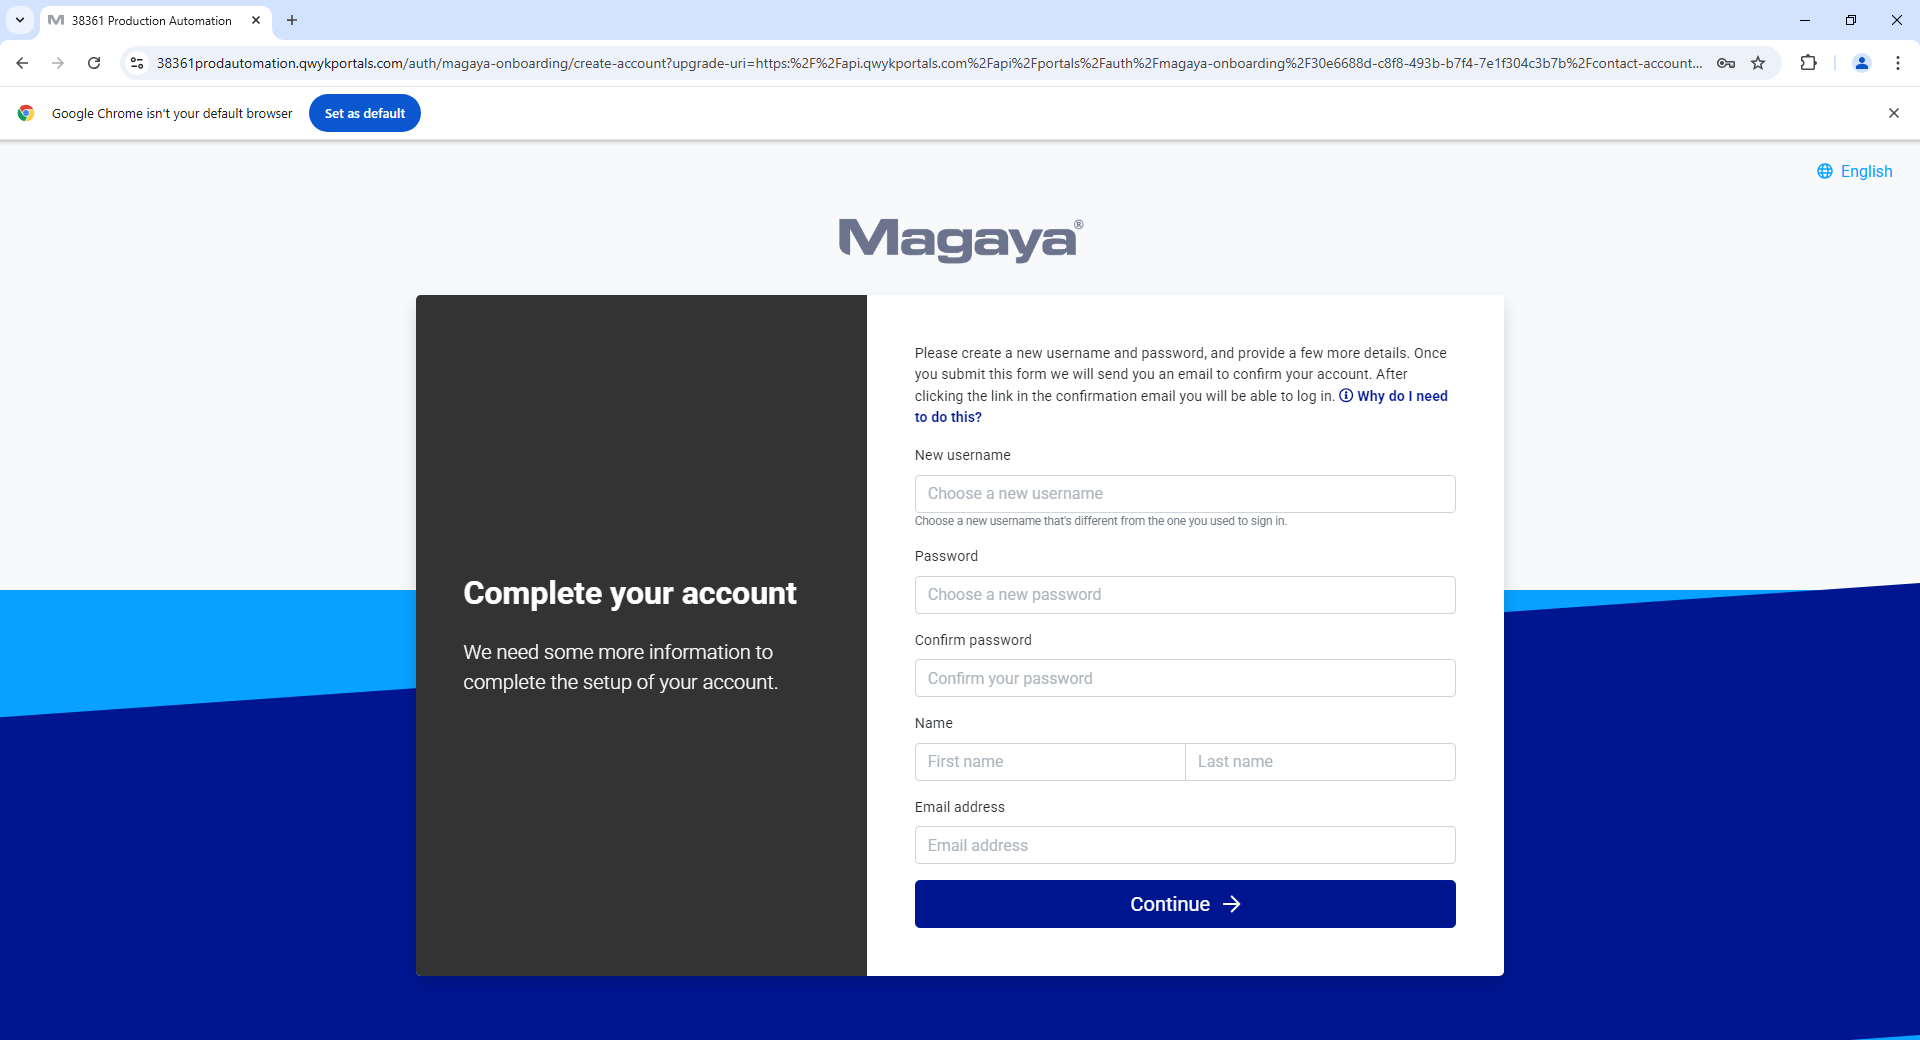 38361 Production Automation
38361prodautomation.qwykportals.com/auth/magaya-onboarding/create-account?upgrade-uri=https:%2F%2Fapi.qwykportals.com%2Fapi%2Fportals%2Fauth%2Fmagaya-onboarding%2F30e6688d-c8f8-493b-b7f4-7e1f304c3b7b%2Fcontact-account...
Google Chrome isn't your default browser
Set as default
English
Magaya®
Complete your account
We need some more information to
complete the setup of your account.
Please create a new username and password, and provide a few more details. Once
you submit this form we will send you an email to confirm your account. After
clicking the link in the confirmation email you will be able to log in. Why do I need
to do this?
New username
Choose a new username
Choose a new username that's different from the one you used to sign in.
Password
Choose a new password
Confirm password
Confirm your password
Name
First name Last name
Email address
Email address
Continue